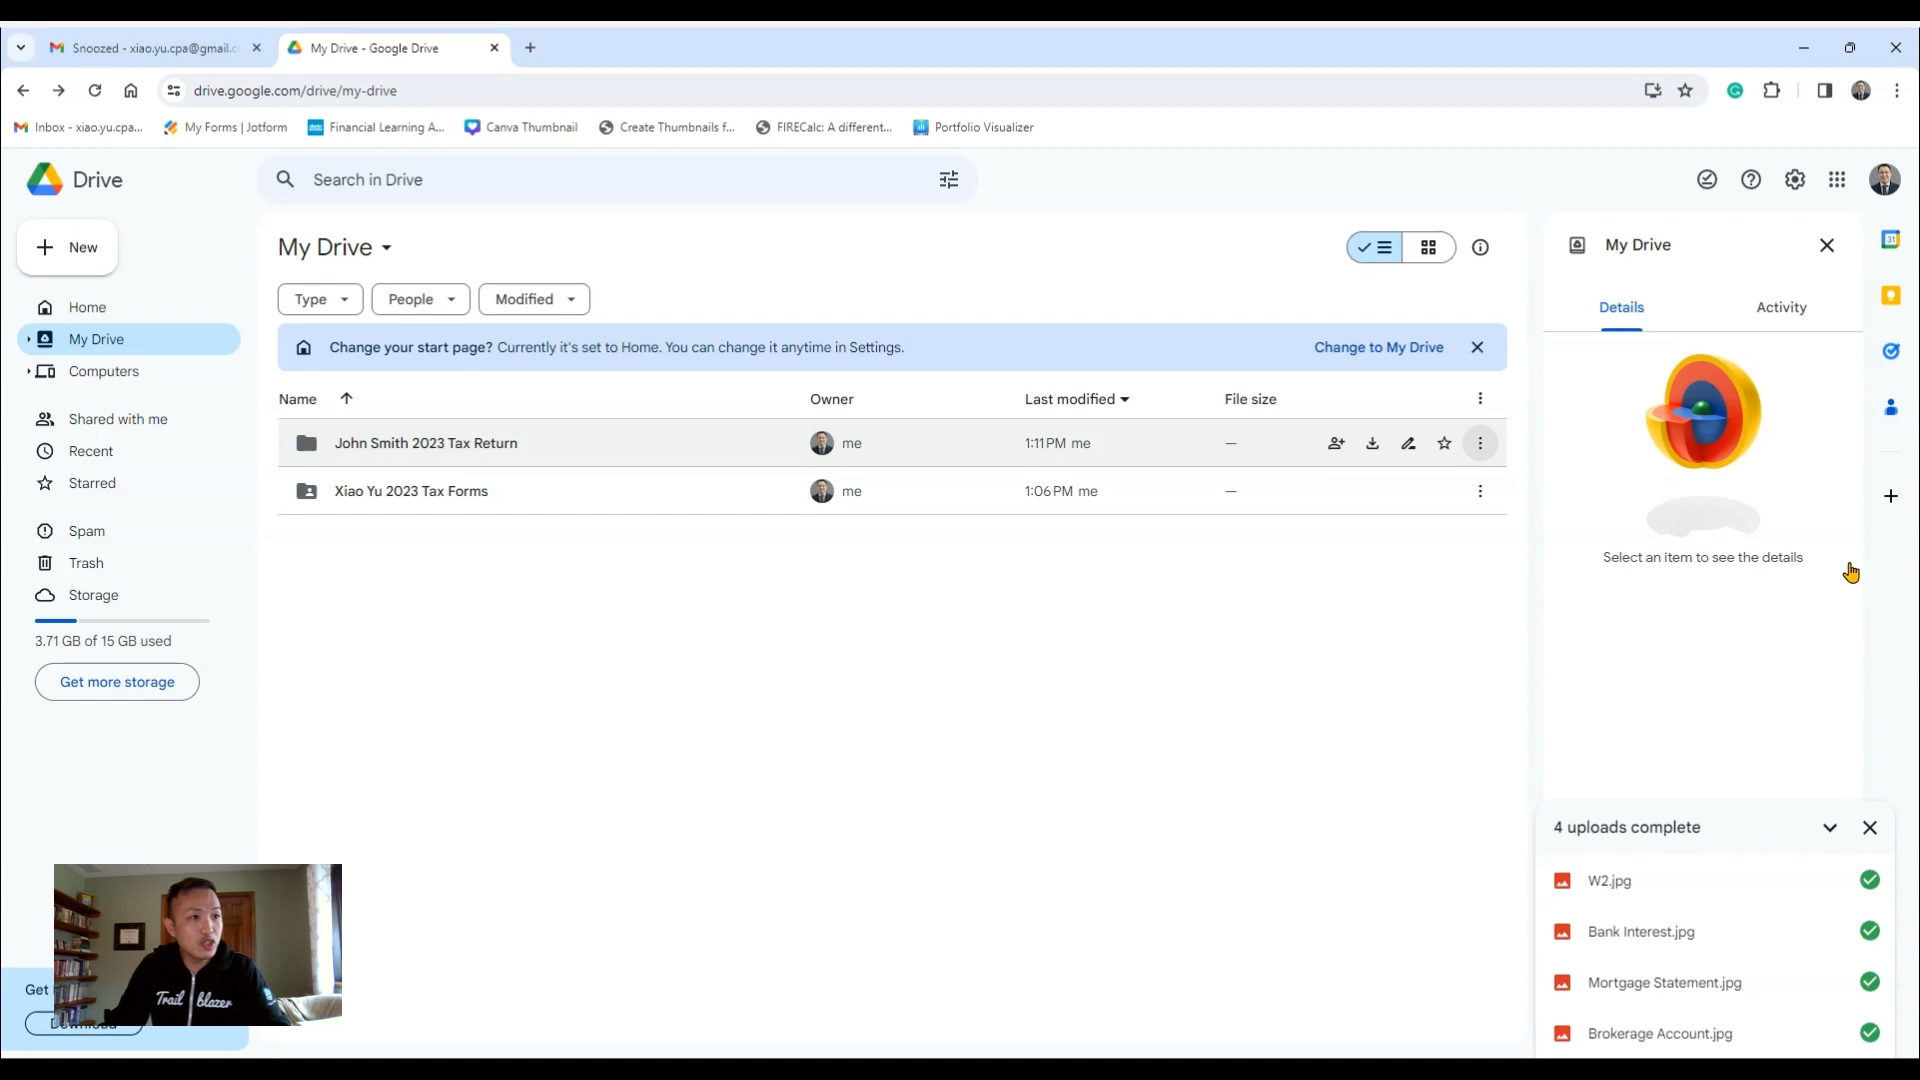 Snoozed - xiao.yu.cpa@gmail.c
My Drive - Google Drive
drive.google.com/drive/my-drive
Inbox - xiao.yu.cpa...
My Forms | Jotform
Financial Learning A...
Canva Thumbnail
Create Thumbnails f...
FIRECalc: A different...
Portfolio Visualizer
Drive
Search in Drive
New
Home
My Drive
Computers
Shared with me
Recent
Starred
Spam
Trash
Storage
3.71 GB of 15 GB used
Get more storage
Get
My Drive
Type
People
Modified
Change your start page? Currently it's set to Home. You can change it anytime in Settings.
Change to My Drive
Name
Owner
Last modified
File size
John Smith 2023 Tax Return
me
1:11 PM me
—
Xiao Yu 2023 Tax Forms
me
1:06 PM me
—
My Drive
Details
Activity
Select an item to see the details
31
4 uploads complete
W2.jpg
Bank Interest.jpg
Mortgage Statement.jpg
Brokerage Account.jpg
Trail blazer